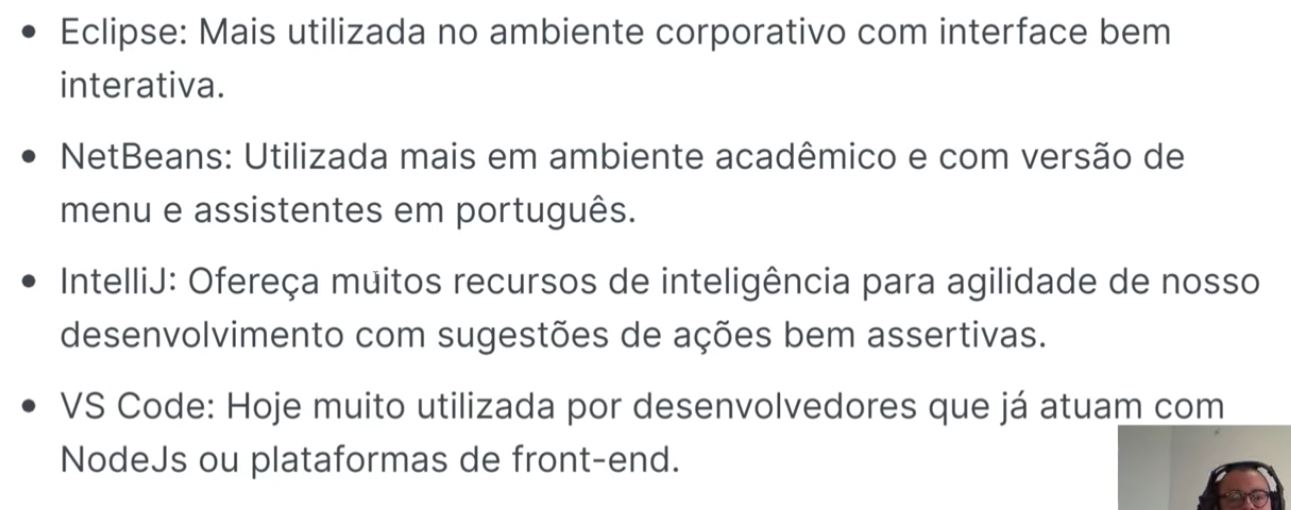 • Eclipse: Mais utilizada no ambiente corporativo com interface bem
interativa.
• NetBeans: Utilizada mais em ambiente acadêmico e com versão de
menu e assistentes em português.
• IntelliJ: Ofereça muitos recursos de inteligência para agilidade de nosso
desenvolvimento com sugestões de ações bem assertivas.
• VS Code: Hoje muito utilizada por desenvolvedores que já atuam com
NodeJs ou plataformas de front-end.